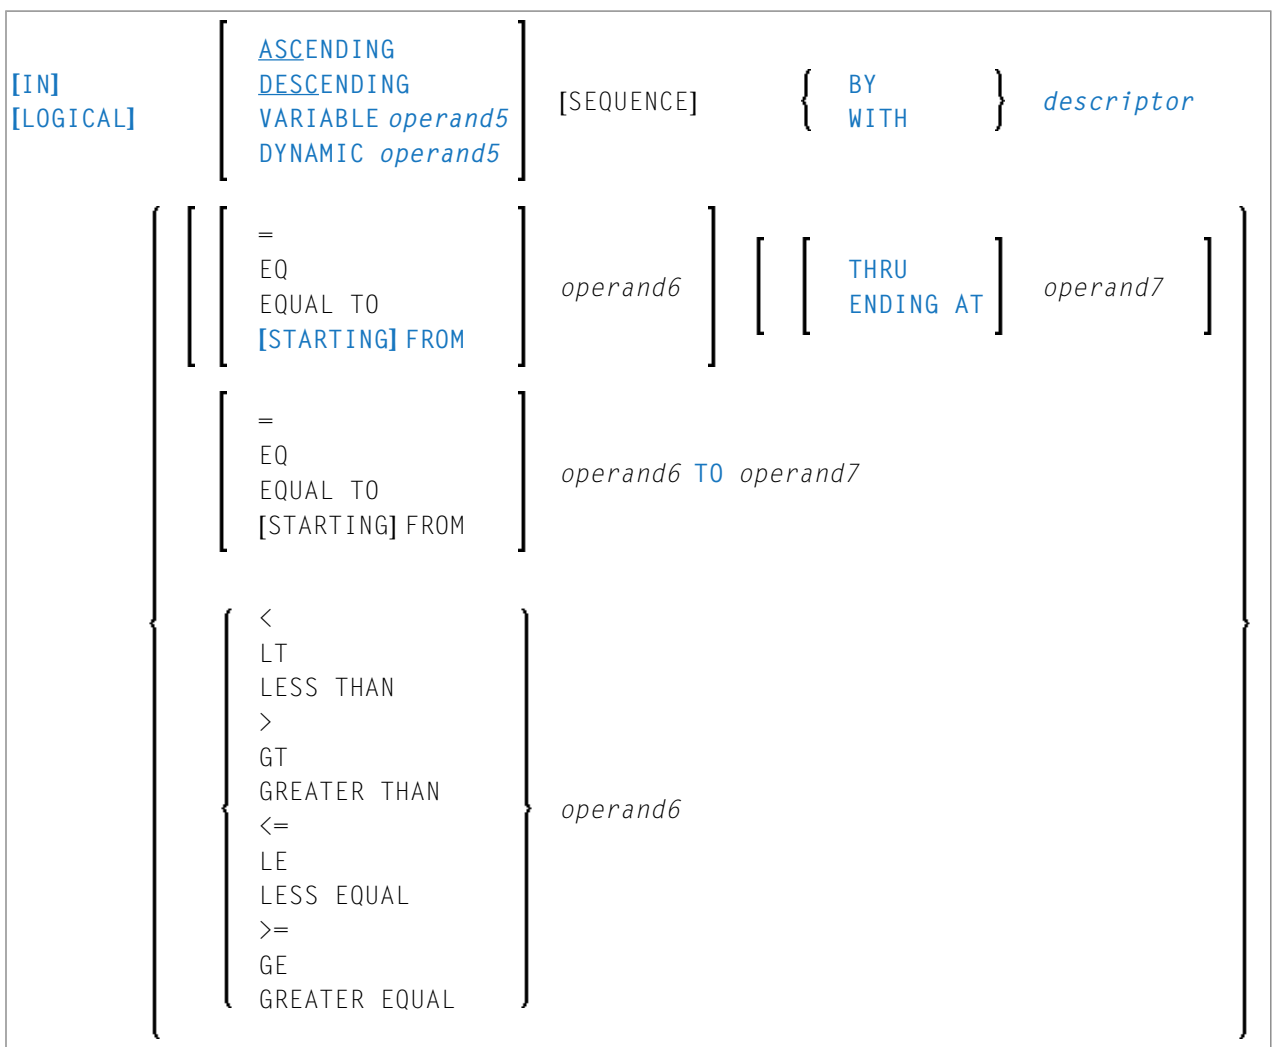 ASCENDING
[IN] DESCENDING [SEQUENCE] BY descriptor
[LOGICAL] VARIABLE operand5 WITH
DYNAMIC operand5
=
EQ operand6 THRU operand7
EQUAL TO ENDING AT
[STARTING] FROM
=
EQ operand6 TO operand7
EQUAL TO
[STARTING] FROM
<
LT
LESS THAN
>
GT
GREATER THAN operand6
<=
LE
LESS EQUAL
>=
GE
GREATER EQUAL